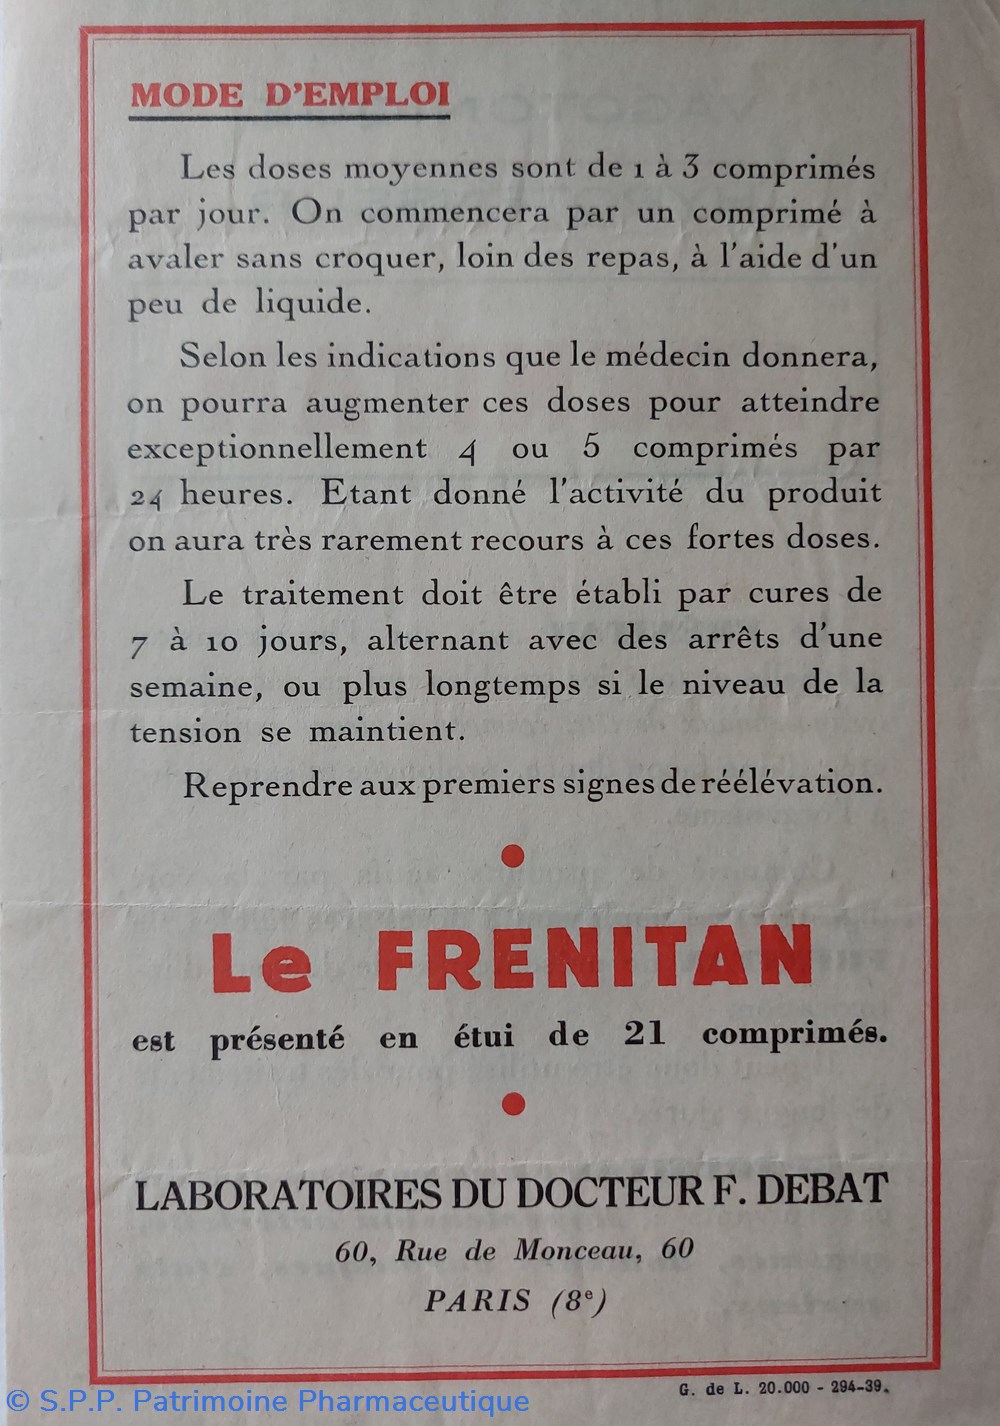 MODE D'EMPLOI
Les doses moyennes sont de 1 à 3 comprimés
par jour. On commencera par un comprimé à
avaler sans croquer, loin des repas, à l'aide d'un
peu de liquide.
Selon les indications que le médecin donnera,
on pourra augmenter ces doses pour atteindre
exceptionnellement 4 ou 5 comprimés par
24 heures. Etant donné l'activité du produit
on aura très rarement recours à ces fortes doses.
Le traitement doit être établi par cures de
7 à 10 jours, alternant avec des arrêts d'une
semaine, ou plus longtemps si le niveau de la
tension se maintient.
Reprendre aux premiers signes de réélévation.
Le FRENITAN
est présenté en étui de 21 comprimés.
LABORATOIRES DU DOCTEUR F. DEBAT
60, Rue de Monceau, 60
PARIS (8e)
G. de L. 20.000 - 294-39.
© S.P.P. Patrimoine Pharmaceutique